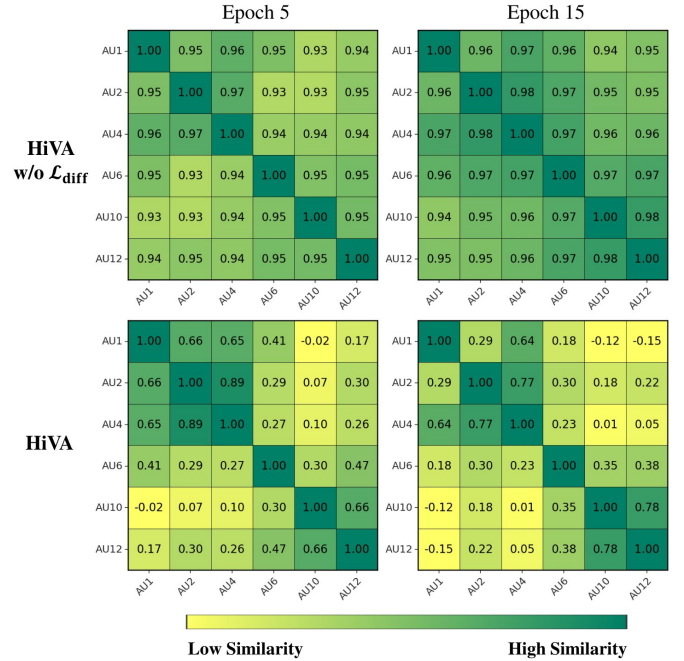 Epoch 5 Epoch 15
AU1 1.00 0.95 0.96 0.95 0.93 0.94 AU1 1.00 0.96 0.97 0.96 0.94 0.95
AU2 0.95 1.00 0.97 0.93 0.93 0.95 AU2 0.96 1.00 0.98 0.97 0.95 0.95
AU4 0.96 0.97 1.00 0.94 0.94 0.94 AU4 0.97 0.98 1.00 0.97 0.96 0.96
HiVA
w/o ℒdiff
AU6 0.95 0.93 0.94 1.00 0.95 0.95 AU6 0.96 0.97 0.97 1.00 0.97 0.97
AU10 0.93 0.93 0.94 0.95 1.00 0.95 AU10 0.94 0.95 0.96 0.97 1.00 0.98
AU12 0.94 0.95 0.94 0.95 0.95 1.00 AU12 0.95 0.95 0.96 0.97 0.98 1.00
AU1 AU2 AU4 AU6 AU10 AU12 AU1 AU2 AU4 AU6 AU10 AU12
AU1 1.00 0.66 0.65 0.41 -0.02 0.17 AU1 1.00 0.29 0.64 0.18 -0.12 -0.15
AU2 0.66 1.00 0.89 0.29 0.07 0.30 AU2 0.29 1.00 0.77 0.30 0.18 0.22
AU4 0.65 0.89 1.00 0.27 0.10 0.26 AU4 0.64 0.77 1.00 0.23 0.01 0.05
HiVA
AU6 0.41 0.29 0.27 1.00 0.30 0.47 AU6 0.18 0.30 0.23 1.00 0.35 0.38
AU10 -0.02 0.07 0.10 0.30 1.00 0.66 AU10 -0.12 0.18 0.01 0.35 1.00 0.78
AU12 0.17 0.30 0.26 0.47 0.66 1.00 AU12 -0.15 0.22 0.05 0.38 0.78 1.00
AU1 AU2 AU4 AU6 AU10 AU12 AU1 AU2 AU4 AU6 AU10 AU12
Low Similarity High Similarity